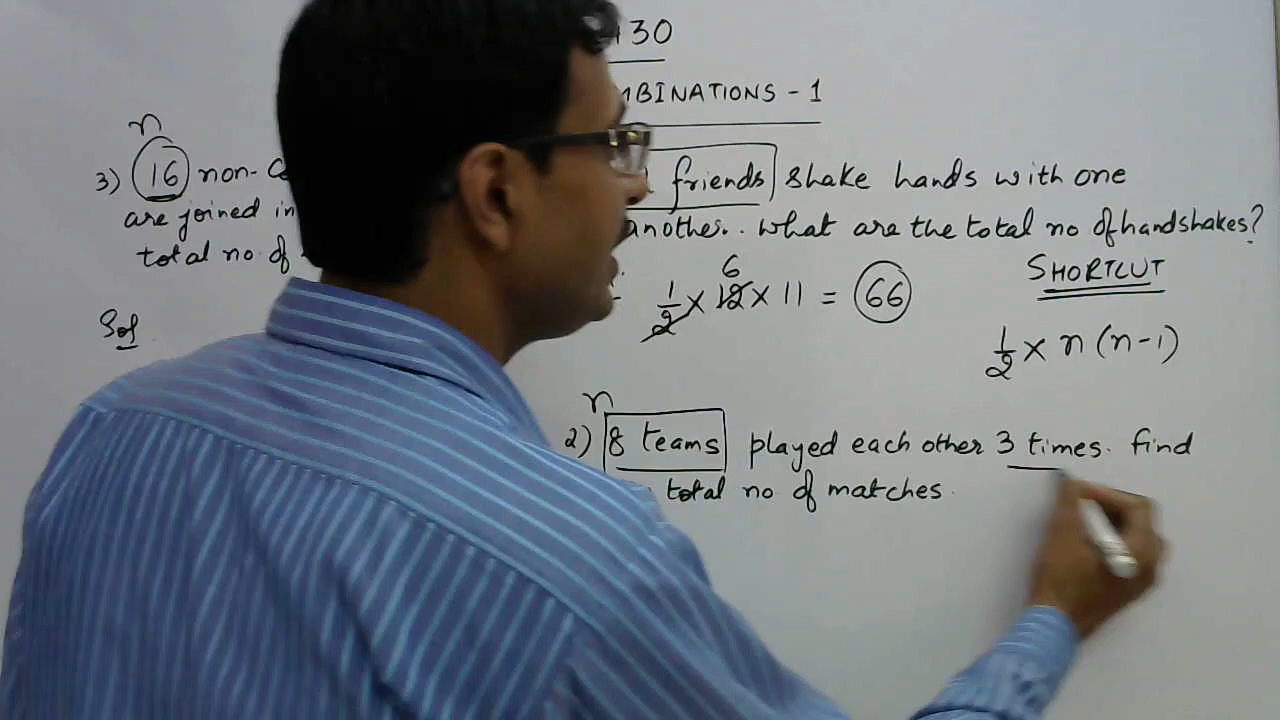 30
COMBINATIONS - 1
n
3) 16 non-
are joined in
total no. of
Sol
friends shake hands with one
another. what are the total no of handshakes?
SHORTCUT
6
1/2 x 12 x 11 = 66
1/2 x n (n-1)
n
2) 8 teams played each other 3 times. find
total no of matches.